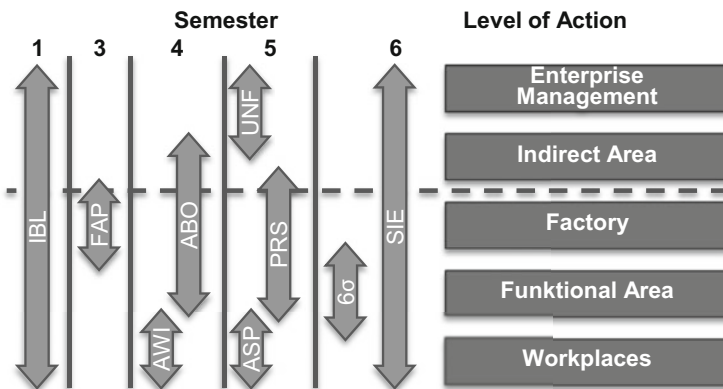 Semester
Level of Action
1 3 4 5 6
IBL
FAP
AWI
ABO
UNF
ASP
PRS
6σ
SIE
Enterprise
Management
Indirect Area
Factory
Funktional Area
Workplaces